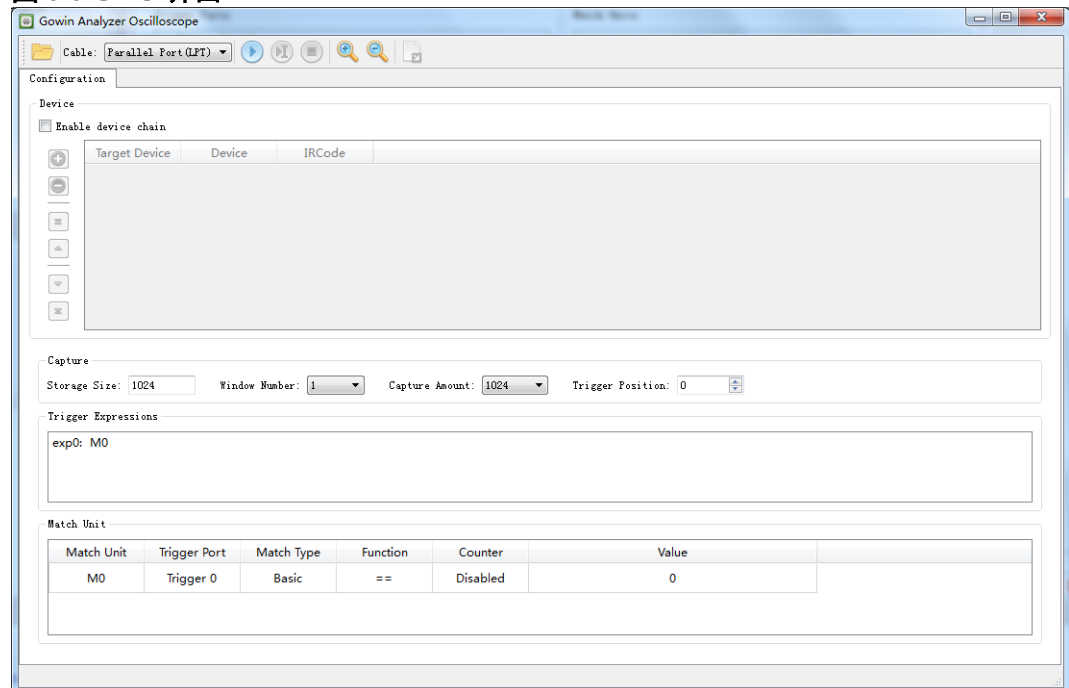 Gowin Analyzer Oscilloscope
Cable: Parallel Port(LPT)
Configuration
Device
Enable device chain
Target Device Device IRCode
Capture
Storage Size: 1024 Window Number: 1 Capture Amount: 1024 Trigger Position: 0
Trigger Expressions
exp0: M0
Match Unit
Match Unit Trigger Port Match Type Function Counter Value
M0 Trigger 0 Basic == Disabled 0